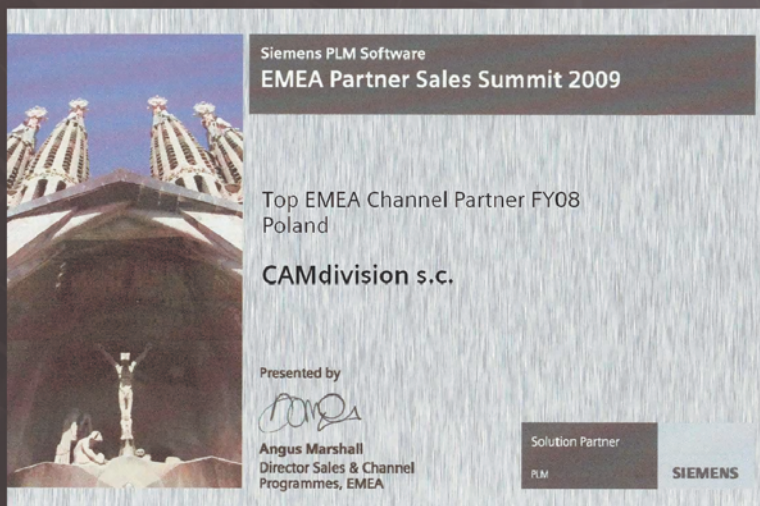 Siemens PLM Software
EMEA Partner Sales Summit 2009
Top EMEA Channel Partner FY08
Poland
CAMdivision s.c.
Presented by
Angus Marshall
Director Sales & Channel
Programmes, EMEA
Solution Partner
PLM
SIEMENS